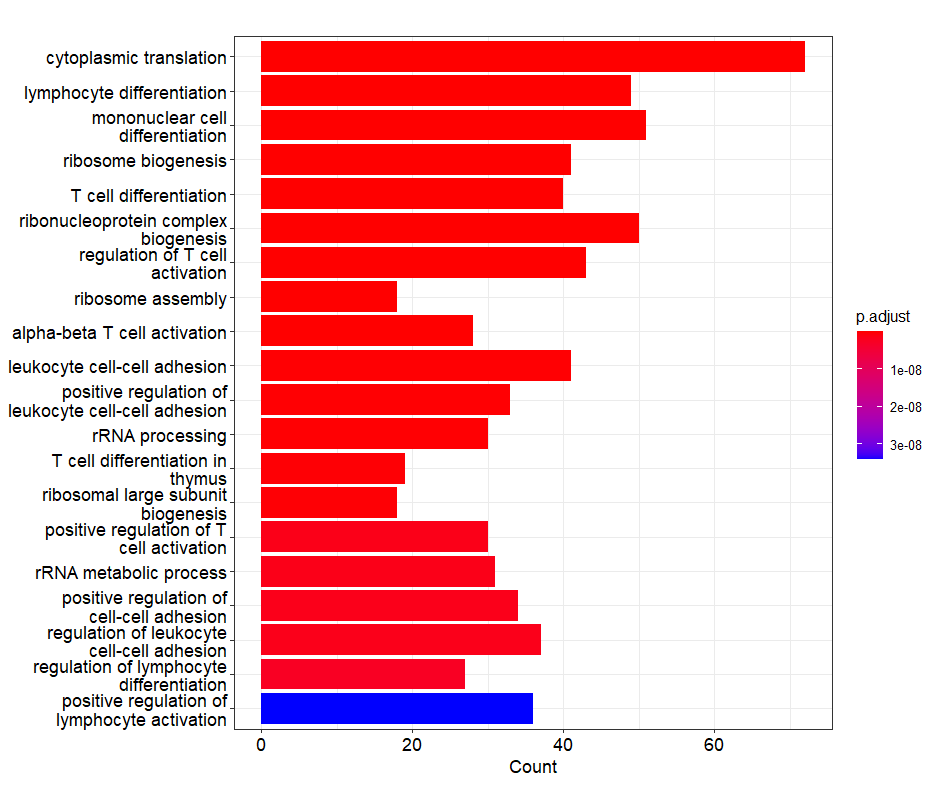 cytoplasmic translation
lymphocyte differentiation
mononuclear cell
differentiation
ribosome biogenesis
T cell differentiation
ribonucleoprotein complex
biogenesis
regulation of T cell
activation
ribosome assembly
alpha-beta T cell activation
leukocyte cell-cell adhesion
positive regulation of
leukocyte cell-cell adhesion
rRNA processing
T cell differentiation in
thymus
ribosomal large subunit
biogenesis
positive regulation of T
cell activation
rRNA metabolic process
positive regulation of
cell-cell adhesion
regulation of leukocyte
cell-cell adhesion
regulation of lymphocyte
differentiation
positive regulation of
lymphocyte activation
0 20 40 60
Count
p.adjust
1e-08
2e-08
3e-08